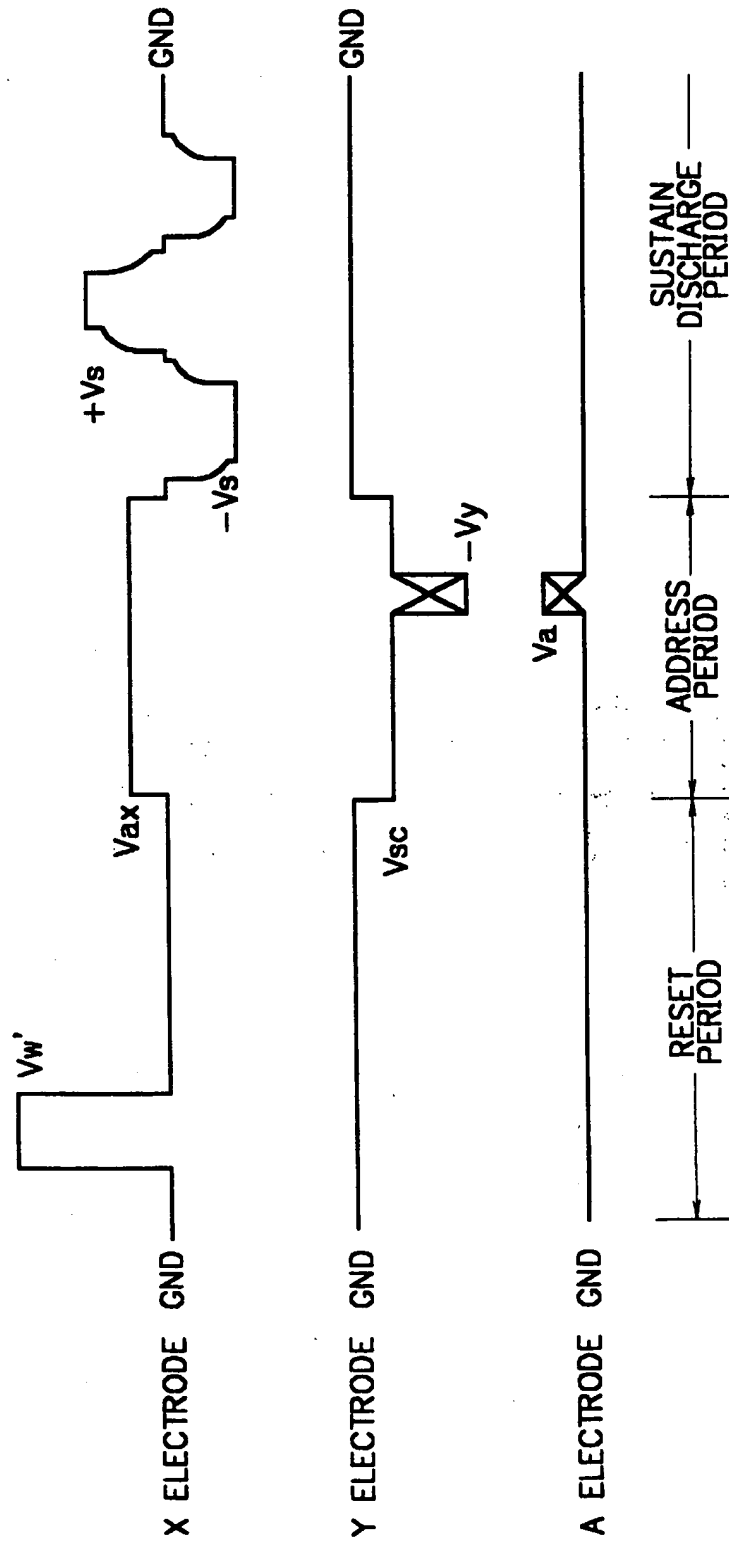 X ELECTRODE GND
Vw'
Vax
-Vs
+Vs
GND
Y ELECTRODE GND
Vsc
-Vy
GND
A ELECTRODE GND
Va
RESET
PERIOD
ADDRESS
PERIOD
SUSTAIN
DISCHARGE
PERIOD